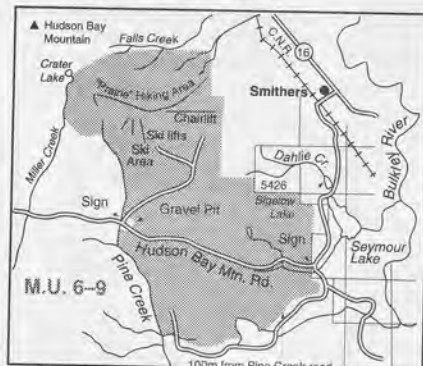 ▲ Hudson Bay
Mountain
Falls Creek
C.N.R.
16
Crater
Lake
"Prairie" Hiking Area
Smithers
Chairlift
Ski lifts
Ski
Area
Miller Creek
Bulkley River
Dahlie Cr.
5426
Bigelow
Lake
Sign
Gravel Pit
Sign
Seymour
Lake
Hudson Bay Mtn. Rd.
M.U. 6–9
Pine Creek
100m from Pine Creek road